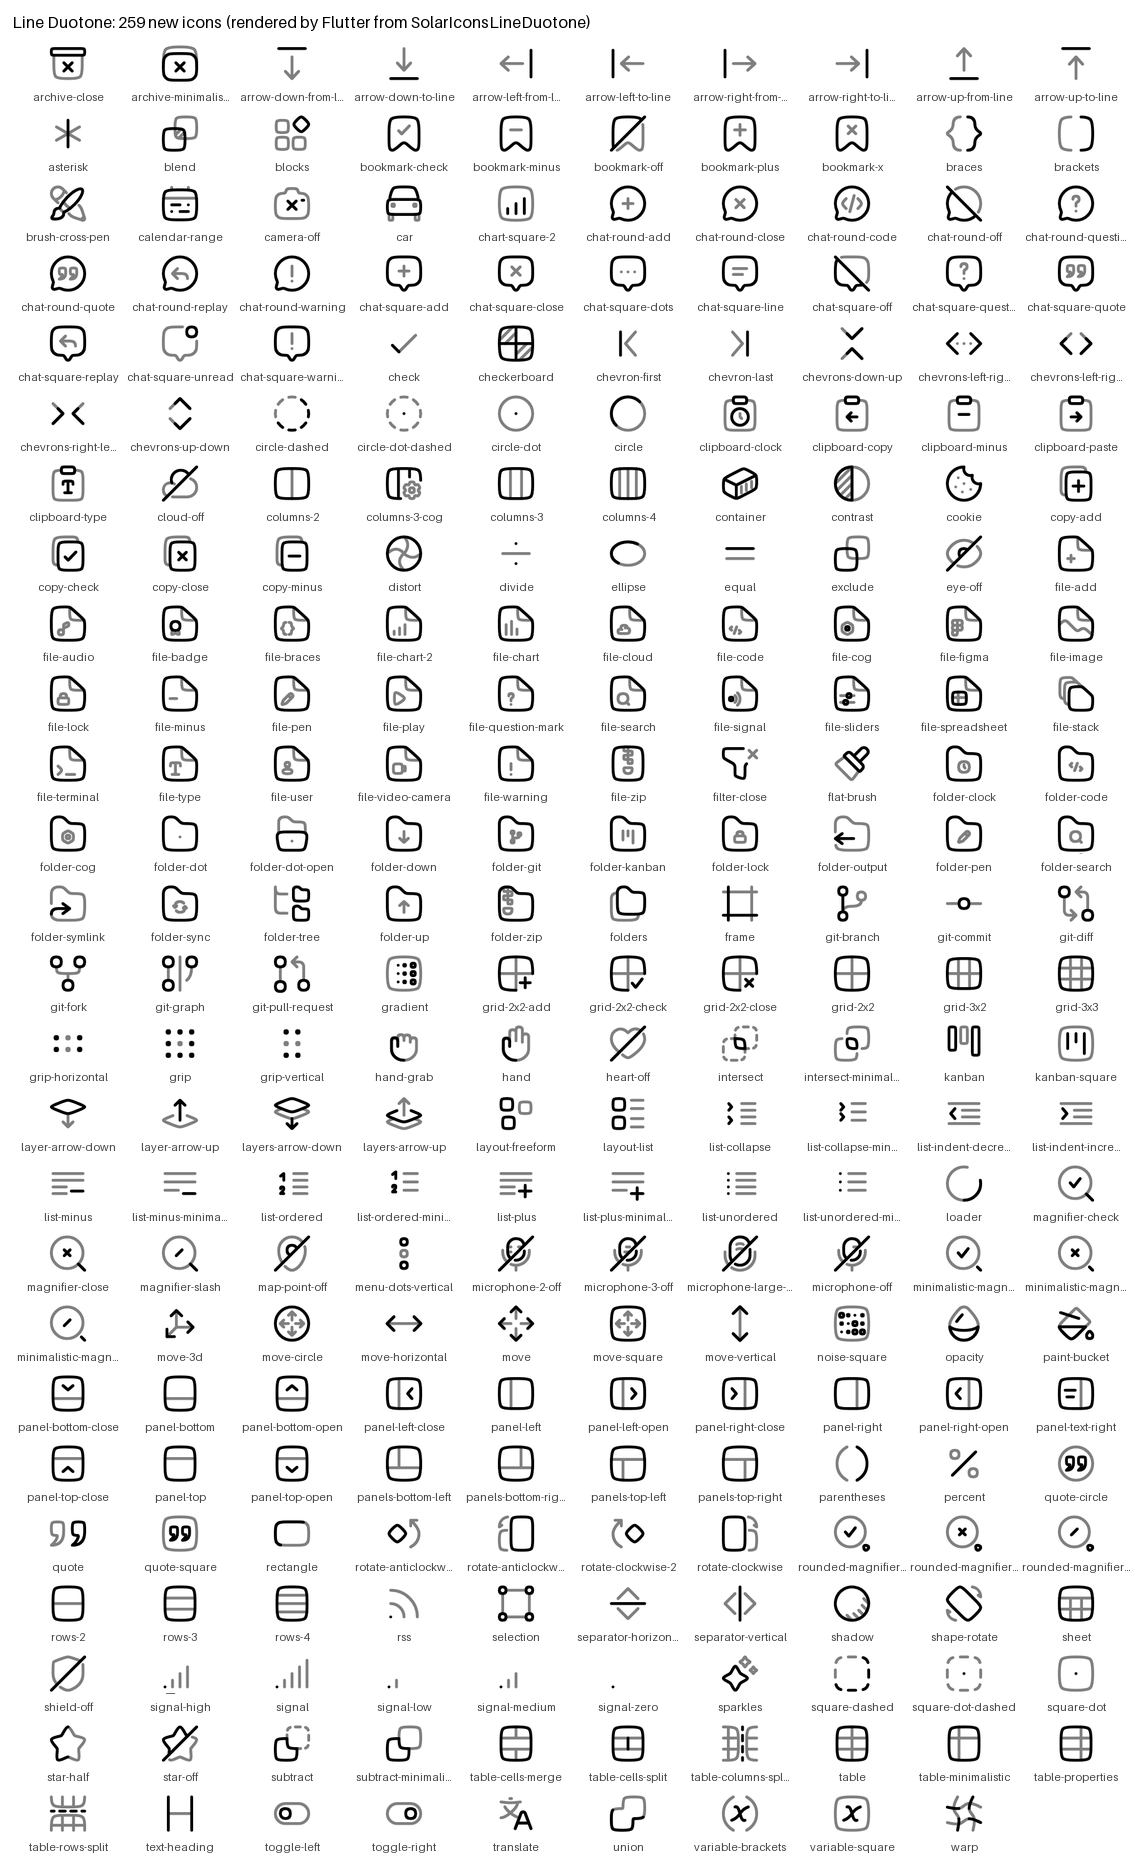 Line Duotone: 259 new icons (rendered by Flutter from SolarIconsLineDuotone)
archive-close archive-minimalis... arrow-down-from-l... arrow-down-to-line arrow-left-from-l... arrow-left-to-line arrow-right-from-... arrow-right-to-li... arrow-up-from-line arrow-up-to-line
asterisk blend blocks bookmark-check bookmark-minus bookmark-off bookmark-plus bookmark-x braces brackets
brush-cross-pen calendar-range camera-off car chart-square-2 chat-round-add chat-round-close chat-round-code chat-round-off chat-round-questi...
chat-round-quote chat-round-replay chat-round-warning chat-square-add chat-square-close chat-square-dots chat-square-line chat-square-off chat-square-quest... chat-square-quote
chat-square-replay chat-square-unread chat-square-warni... check checkerboard chevron-first chevron-last chevrons-down-up chevrons-left-rig... chevrons-left-rig...
chevrons-right-le... chevrons-up-down circle-dashed circle-dot-dashed circle-dot circle clipboard-clock clipboard-copy clipboard-minus clipboard-paste
clipboard-type cloud-off columns-2 columns-3-cog columns-3 columns-4 container contrast cookie copy-add
copy-check copy-close copy-minus distort divide ellipse equal exclude eye-off file-add
file-audio file-badge file-braces file-chart-2 file-chart file-cloud file-code file-cog file-figma file-image
file-lock file-minus file-pen file-play file-question-mark file-search file-signal file-sliders file-spreadsheet file-stack
file-terminal file-type file-user file-video-camera file-warning file-zip filter-close flat-brush folder-clock folder-code
folder-cog folder-dot folder-dot-open folder-down folder-git folder-kanban folder-lock folder-output folder-pen folder-search
folder-symlink folder-sync folder-tree folder-up folder-zip folders frame git-branch git-commit git-diff
git-fork git-graph git-pull-request gradient grid-2x2-add grid-2x2-check grid-2x2-close grid-2x2 grid-3x2 grid-3x3
grip-horizontal grip grip-vertical hand-grab hand heart-off intersect intersect-minimal... kanban kanban-square
layer-arrow-down layer-arrow-up layers-arrow-down layers-arrow-up layout-freeform layout-list list-collapse list-collapse-min... list-indent-decre... list-indent-incre...
list-minus list-minus-minima... list-ordered list-ordered-mini... list-plus list-plus-minimal... list-unordered list-unordered-mi... loader magnifier-check
magnifier-close magnifier-slash map-point-off menu-dots-vertical microphone-2-off microphone-3-off microphone-large-... microphone-off minimalistic-magn... minimalistic-magn...
minimalistic-magn... move-3d move-circle move-horizontal move move-square move-vertical noise-square opacity paint-bucket
panel-bottom-close panel-bottom panel-bottom-open panel-left-close panel-left panel-left-open panel-right-close panel-right panel-right-open panel-text-right
panel-top-close panel-top panel-top-open panels-bottom-left panels-bottom-rig... panels-top-left panels-top-right parentheses percent quote-circle
quote quote-square rectangle rotate-anticlockw... rotate-anticlockw... rotate-clockwise-2 rotate-clockwise rounded-magnifier... rounded-magnifier... rounded-magnifier...
rows-2 rows-3 rows-4 rss selection separator-horizon... separator-vertical shadow shape-rotate sheet
shield-off signal-high signal signal-low signal-medium signal-zero sparkles square-dashed square-dot-dashed square-dot
star-half star-off subtract subtract-minimali... table-cells-merge table-cells-split table-columns-spl... table table-minimalistic table-properties
table-rows-split text-heading toggle-left toggle-right translate union variable-brackets variable-square warp